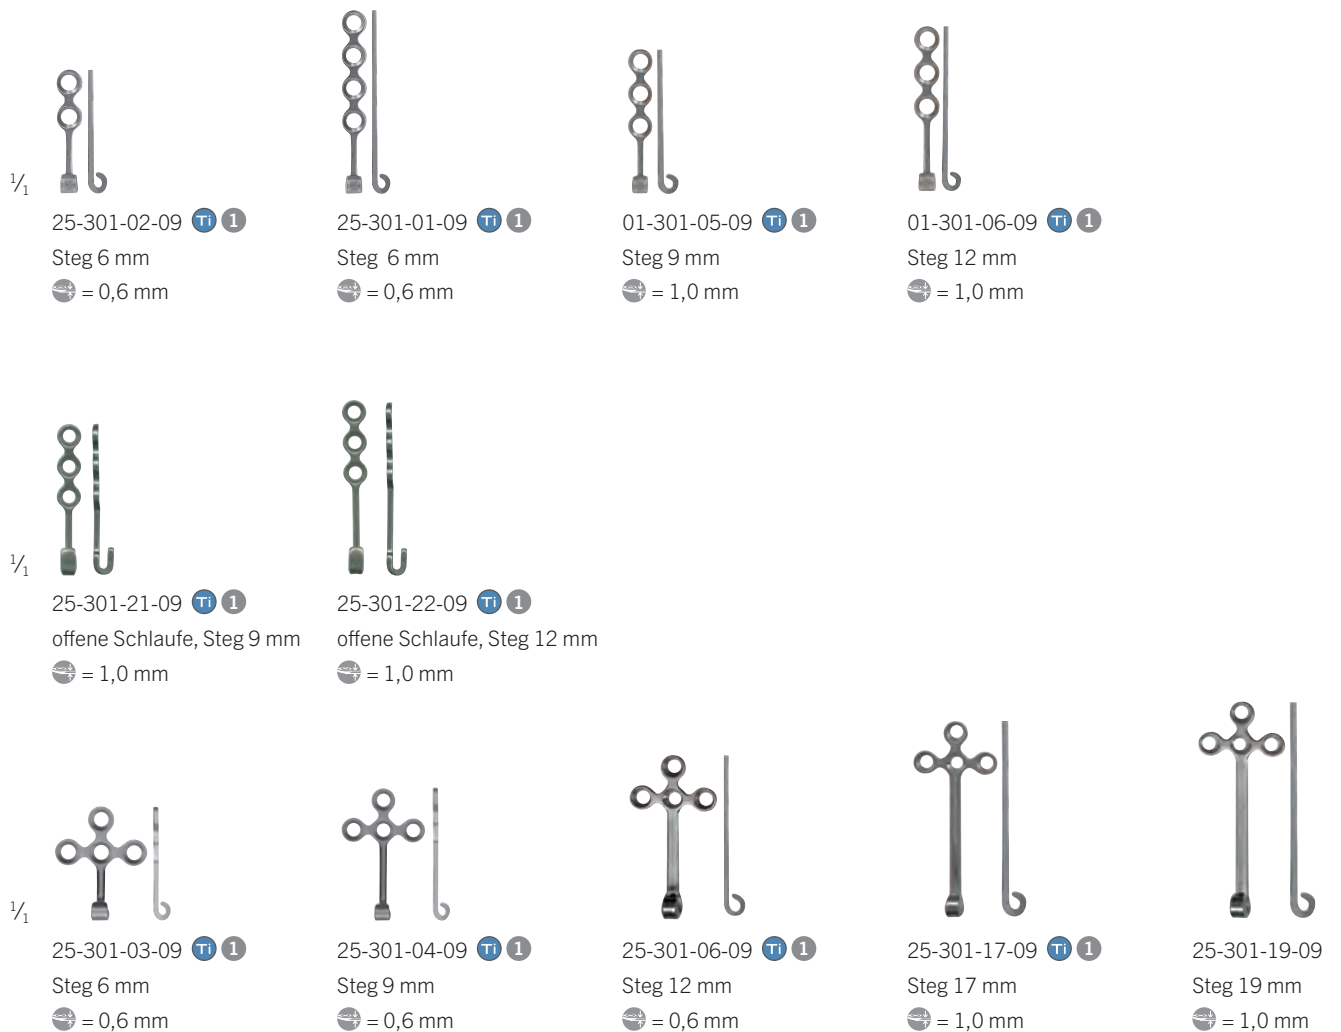 1/1
25-301-02-09 Ti 1
Steg 6 mm
= 0,6 mm
25-301-01-09 Ti 1
Steg 6 mm
= 0,6 mm
01-301-05-09 Ti 1
Steg 9 mm
= 1,0 mm
01-301-06-09 Ti 1
Steg 12 mm
= 1,0 mm
1/1
25-301-21-09 Ti 1
offene Schlaufe, Steg 9 mm
= 1,0 mm
25-301-22-09 Ti 1
offene Schlaufe, Steg 12 mm
= 1,0 mm
1/1
25-301-03-09 Ti 1
Steg 6 mm
= 0,6 mm
25-301-04-09 Ti 1
Steg 9 mm
= 0,6 mm
25-301-06-09 Ti 1
Steg 12 mm
= 0,6 mm
25-301-17-09 Ti 1
Steg 17 mm
= 1,0 mm
25-301-19-09
Steg 19 mm
= 1,0 mm